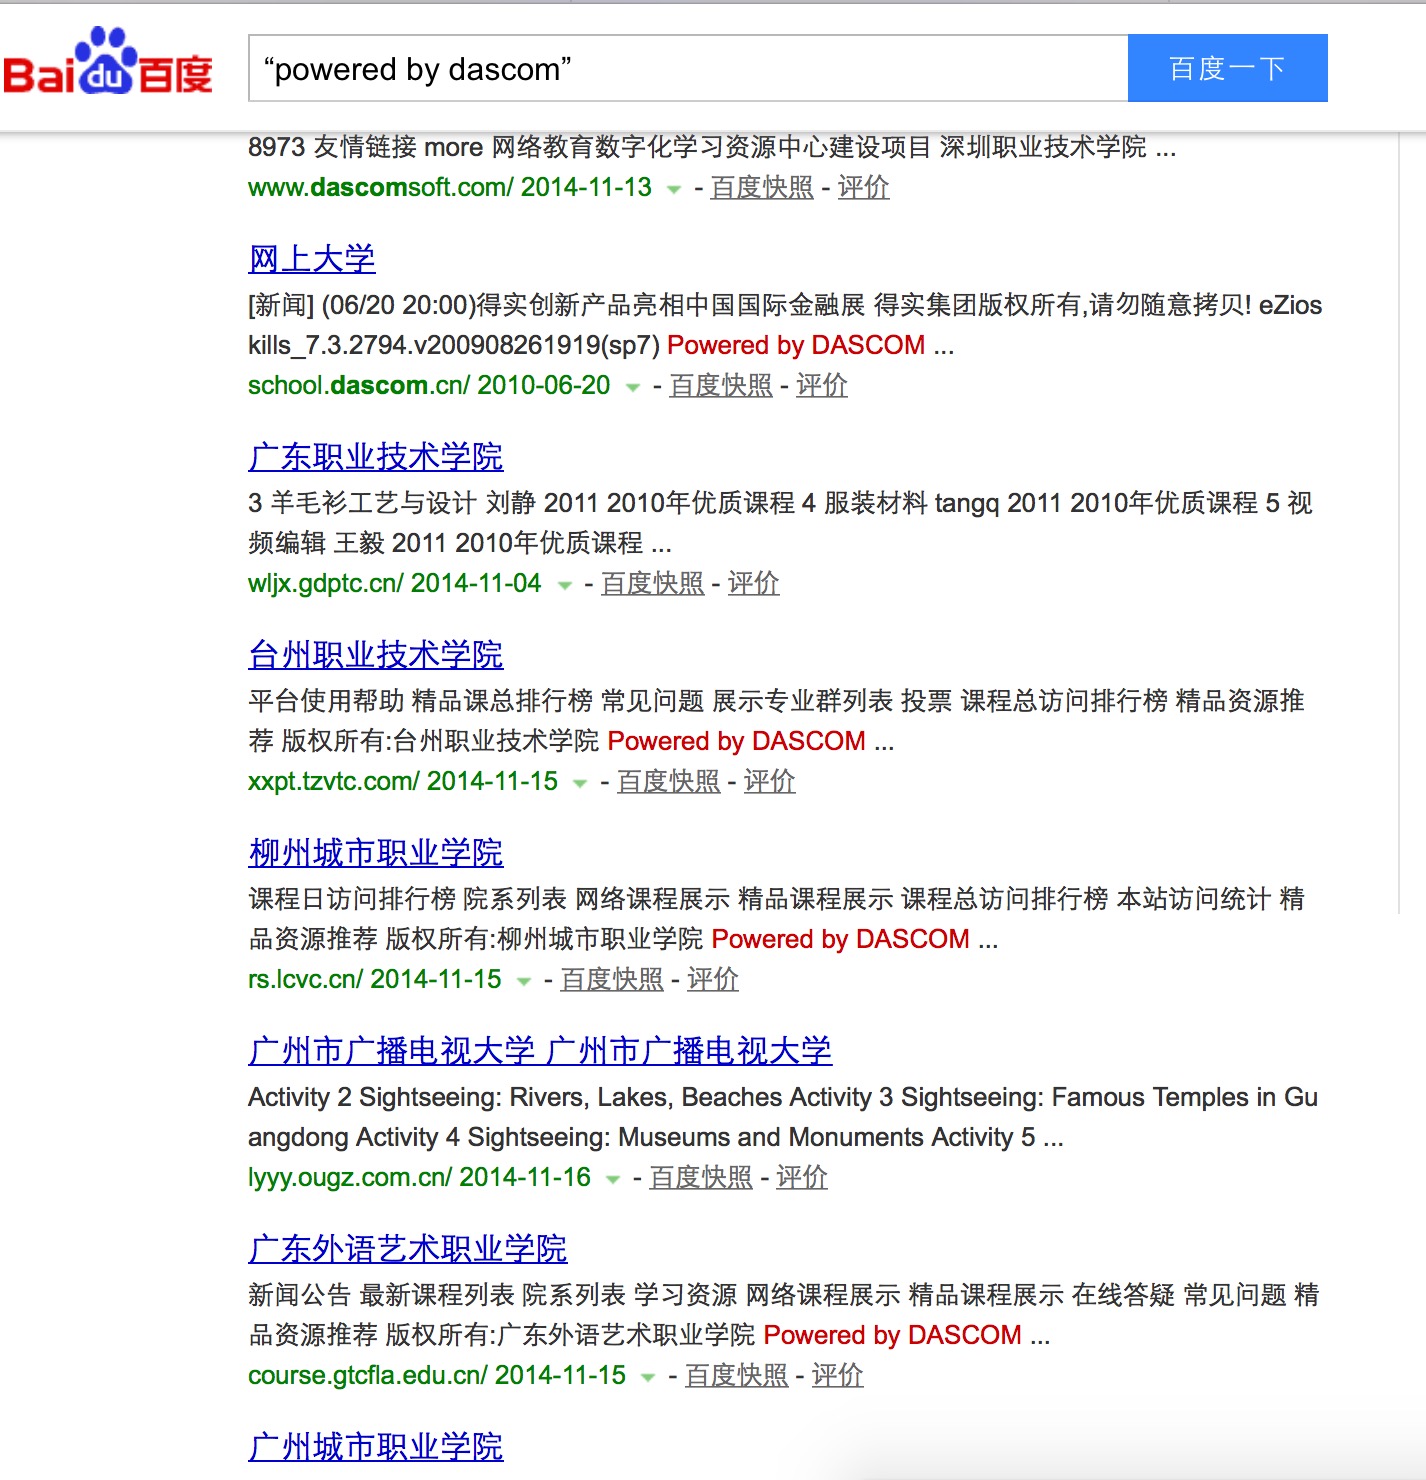 Baidu百度
“powered by dascom”
百度一下
8973 友情链接 more 网络教育数字化学习资源中心建设项目 深圳职业技术学院 ...
www.dascomsoft.com/ 2014-11-13 - 百度快照 - 评价
网上大学
[新闻] (06/20 20:00)得实创新产品亮相中国国际金融展 得实集团版权所有,请勿随意拷贝! eZios
kills_7.3.2794.v200908261919(sp7) Powered by DASCOM ...
school.dascom.cn/ 2010-06-20 - 百度快照 - 评价
广东职业技术学院
3 羊毛衫工艺与设计 刘静 2011 2010年优质课程 4 服装材料 tangq 2011 2010年优质课程 5 视
频编辑 王毅 2011 2010年优质课程 ...
wljx.gdptc.cn/ 2014-11-04 - 百度快照 - 评价
台州职业技术学院
平台使用帮助 精品课总排行榜 常见问题 展示专业群列表 投票 课程总访问排行榜 精品资源推
荐 版权所有:台州职业技术学院 Powered by DASCOM ...
xxpt.tzvtc.com/ 2014-11-15 - 百度快照 - 评价
柳州城市职业学院
课程日访问排行榜 院系列表 网络课程展示 精品课程展示 课程总访问排行榜 本站访问统计 精
品资源推荐 版权所有:柳州城市职业学院 Powered by DASCOM ...
rs.lcvc.cn/ 2014-11-15 - 百度快照 - 评价
广州市广播电视大学 广州市广播电视大学
Activity 2 Sightseeing: Rivers, Lakes, Beaches Activity 3 Sightseeing: Famous Temples in Gu
angdong Activity 4 Sightseeing: Museums and Monuments Activity 5 ...
lyyy.ougz.com.cn/ 2014-11-16 - 百度快照 - 评价
广东外语艺术职业学院
新闻公告 最新课程列表 院系列表 学习资源 网络课程展示 精品课程展示 在线答疑 常见问题 精
品资源推荐 版权所有:广东外语艺术职业学院 Powered by DASCOM ...
course.gtcfla.edu.cn/ 2014-11-15 - 百度快照 - 评价
广州城市职业学院